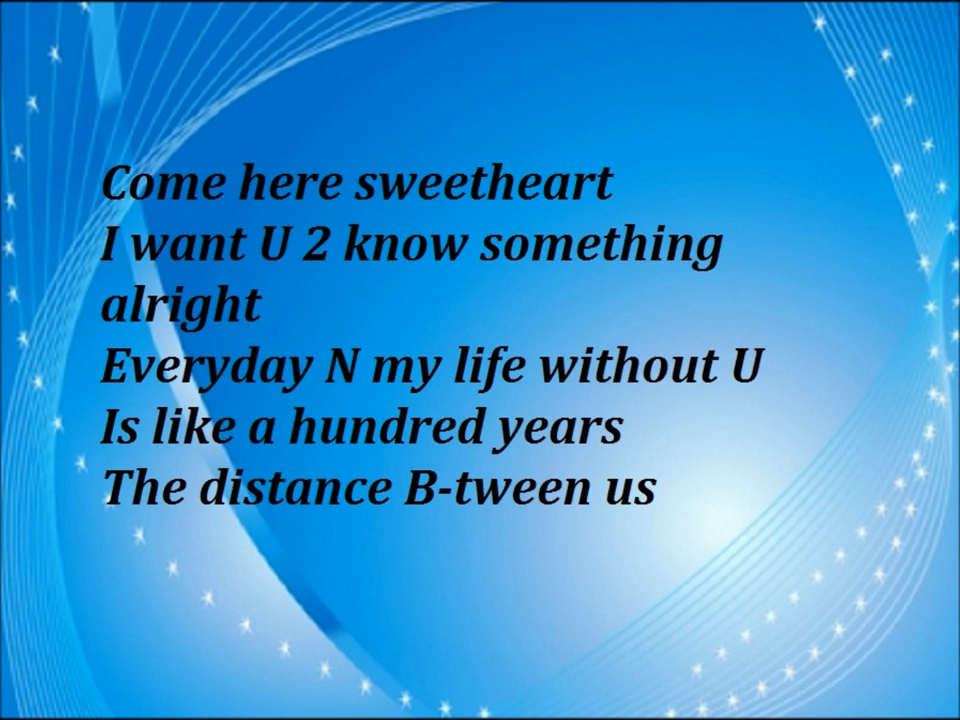 Come here sweetheart
I want U 2 know something
alright
Everyday N my life without U
Is like a hundred years
The distance B-tween us